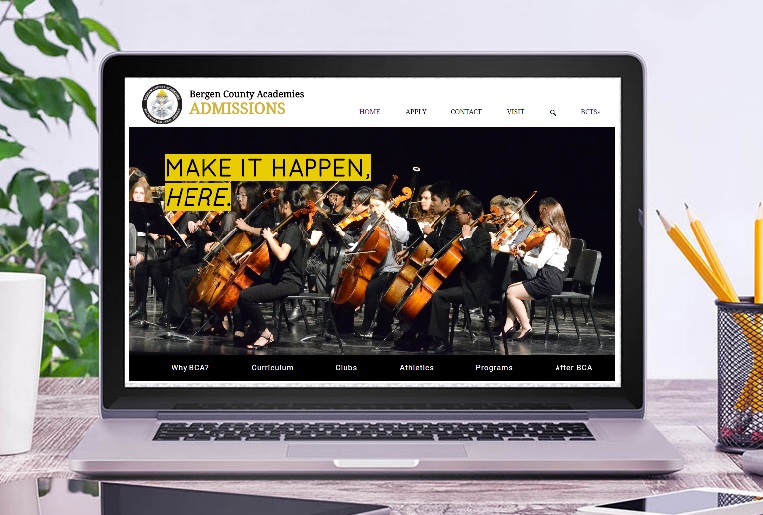 Bergen County Academies
ADMISSIONS
HOME APPLY CONTACT VISIT BCTS
MAKE IT HAPPEN,
HERE.
Why BCA? Curriculum Clubs Athletics Programs After BCA